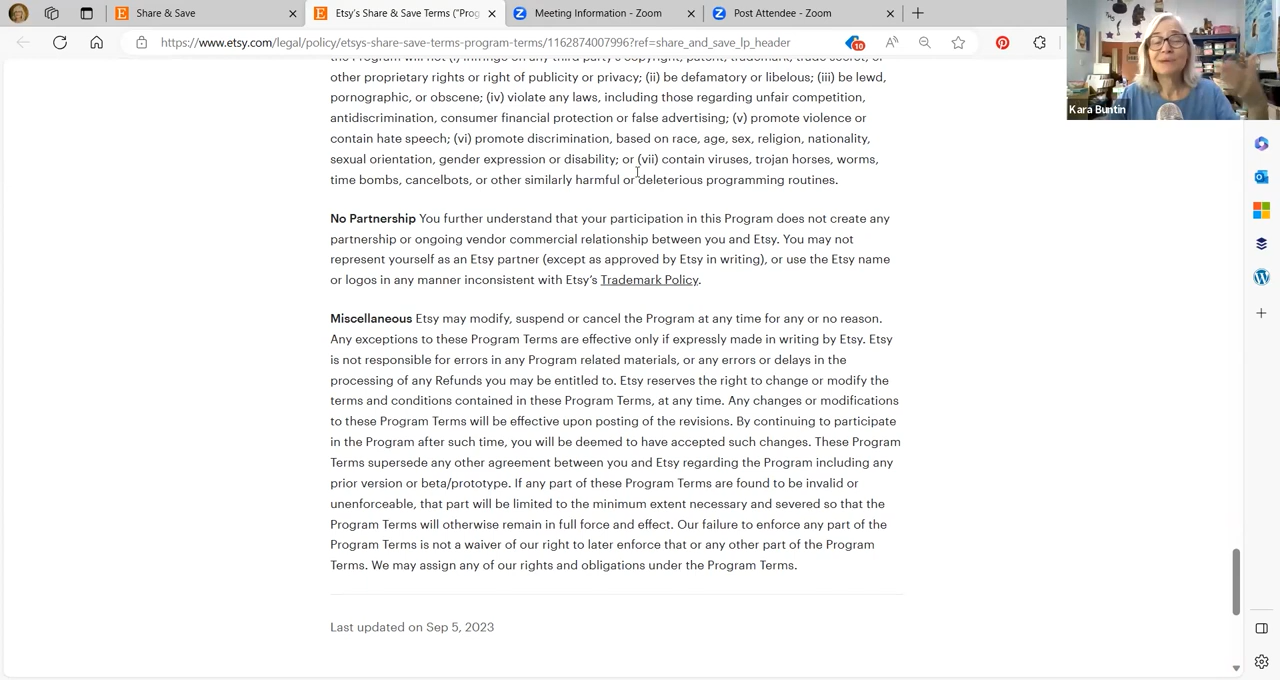 Share & Save
Etsy's Share & Save Terms ("Prog
Meeting Information - Zoom
Post Attendee - Zoom
https://www.etsy.com/legal/policy/etsys-share-save-terms-program-terms/1162874007996?ref=share_and_save_lp_header
10
Kara Buntin
the Program will not (i) infringe on any third party's copyright, patent, trademark, trade secret, or
other proprietary rights or right of publicity or privacy; (ii) be defamatory or libelous; (iii) be lewd,
pornographic, or obscene; (iv) violate any laws, including those regarding unfair competition,
antidiscrimination, consumer financial protection or false advertising; (v) promote violence or
contain hate speech; (vi) promote discrimination, based on race, age, sex, religion, nationality,
sexual orientation, gender expression or disability; or (vii) contain viruses, trojan horses, worms,
time bombs, cancelbots, or other similarly harmful or deleterious programming routines.
No Partnership You further understand that your participation in this Program does not create any
partnership or ongoing vendor commercial relationship between you and Etsy. You may not
represent yourself as an Etsy partner (except as approved by Etsy in writing), or use the Etsy name
or logos in any manner inconsistent with Etsy's Trademark Policy.
Miscellaneous Etsy may modify, suspend or cancel the Program at any time for any or no reason.
Any exceptions to these Program Terms are effective only if expressly made in writing by Etsy. Etsy
is not responsible for errors in any Program related materials, or any errors or delays in the
processing of any Refunds you may be entitled to. Etsy reserves the right to change or modify the
terms and conditions contained in these Program Terms, at any time. Any changes or modifications
to these Program Terms will be effective upon posting of the revisions. By continuing to participate
in the Program after such time, you will be deemed to have accepted such changes. These Program
Terms supersede any other agreement between you and Etsy regarding the Program including any
prior version or beta/prototype. If any part of these Program Terms are found to be invalid or
unenforceable, that part will be limited to the minimum extent necessary and severed so that the
Program Terms will otherwise remain in full force and effect. Our failure to enforce any part of the
Program Terms is not a waiver of our right to later enforce that or any other part of the Program
Terms. We may assign any of our rights and obligations under the Program Terms.
Last updated on Sep 5, 2023